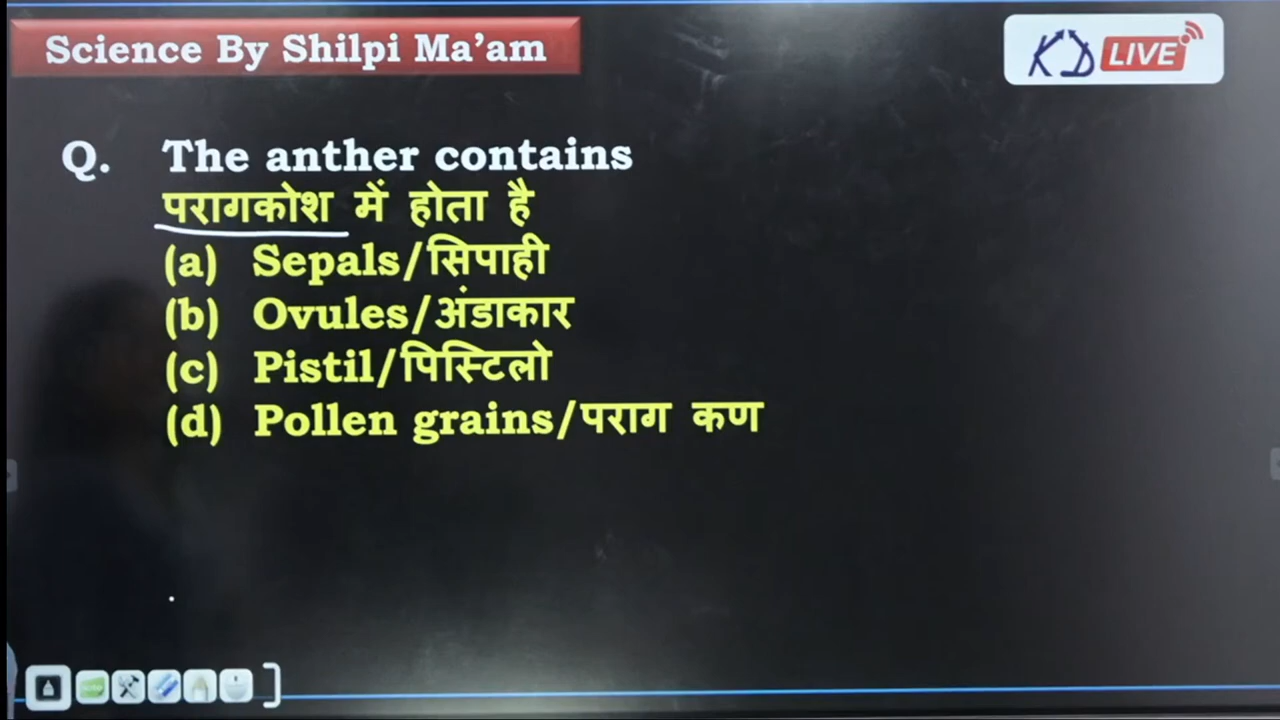 Science By Shilpi Ma’am
KD LIVE
Q. The anther contains
परागकोश में होता है
(a) Sepals/सिपाही
(b) Ovules/अंडाकार
(c) Pistil/पिस्टिलो
(d) Pollen grains/पराग कण